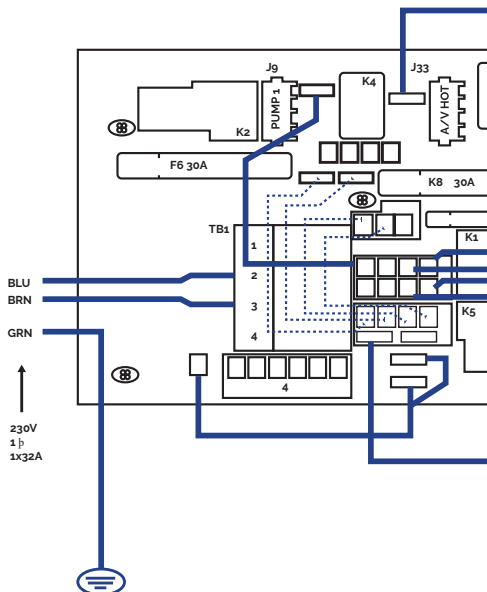 J9
J33
K4
PUMP 1
A/V HOT
K2
F6 30A
K8 30A
TB1
1
K1
2
BLU
BRN
3
K5
GRN
4
4
230V
1 þ
1x32A